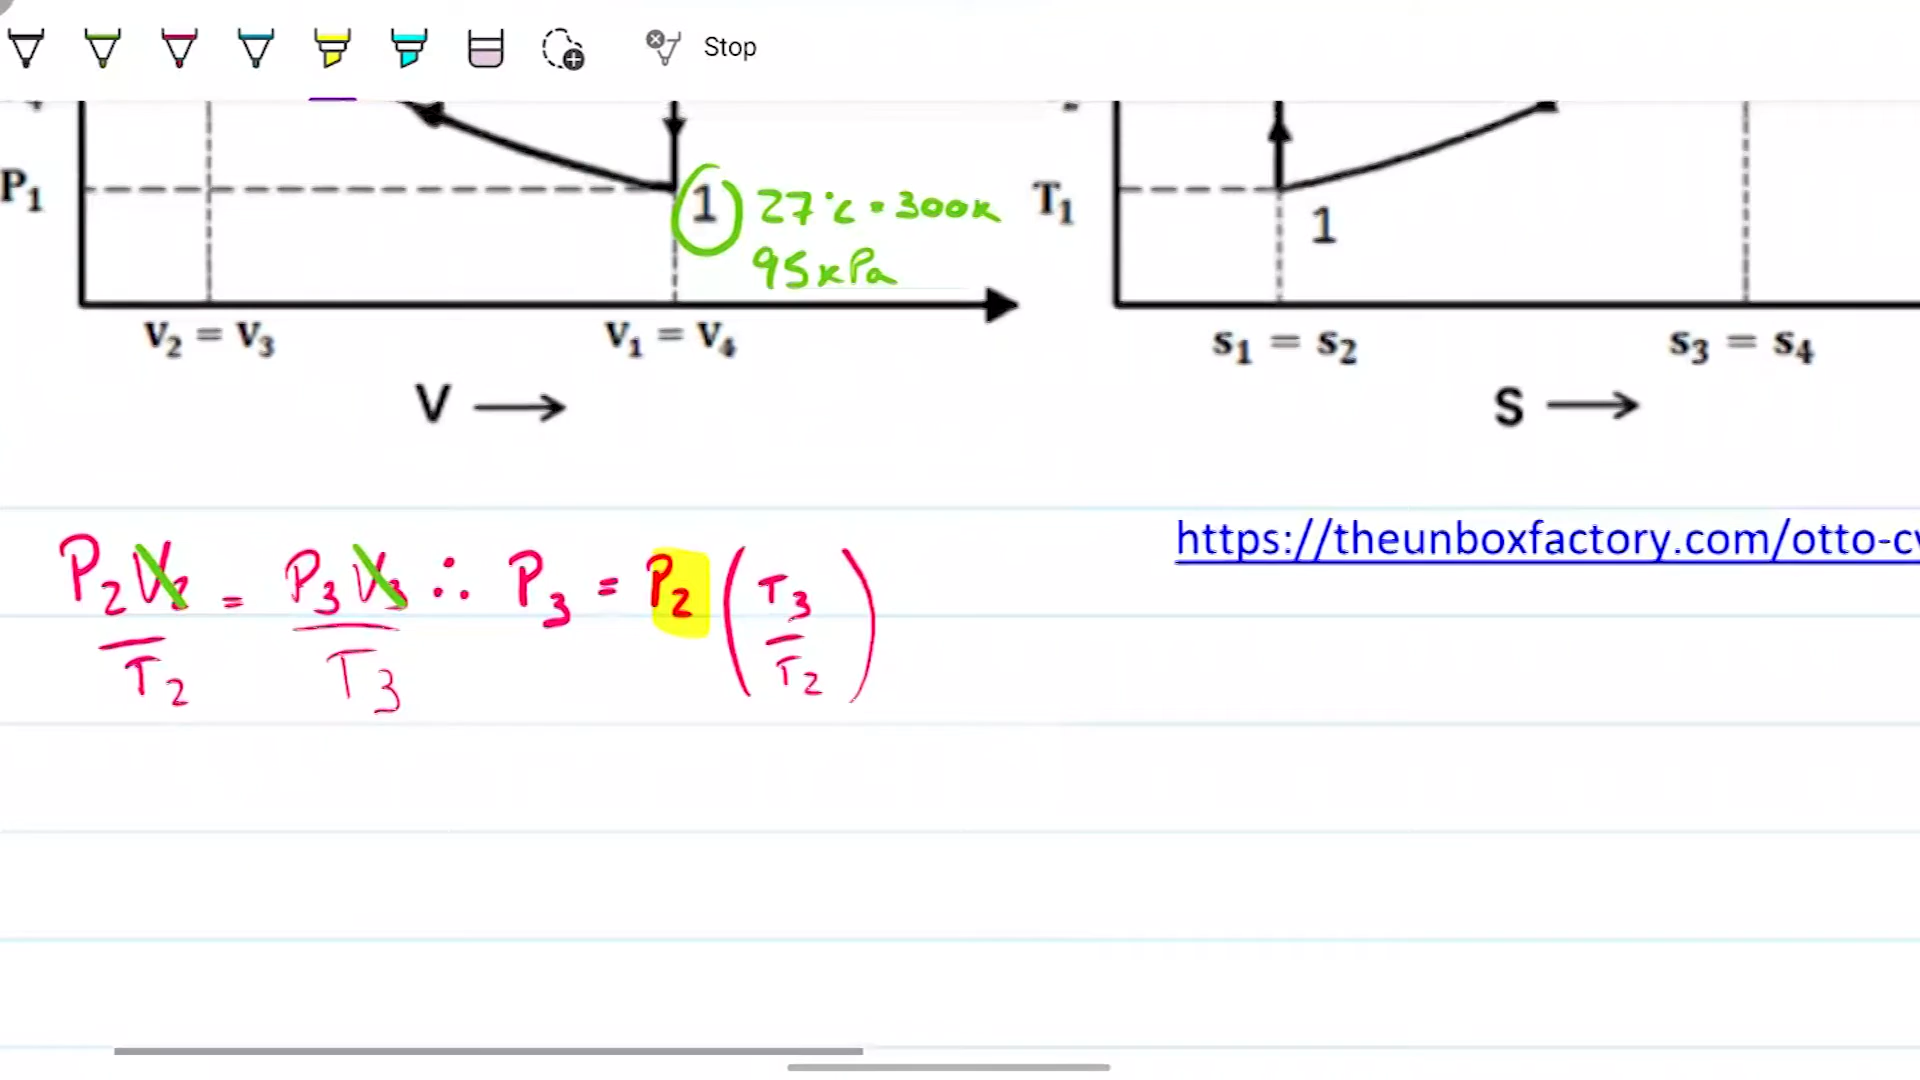 Stop
P₁
1
27°C = 300K
95 kPa
V₂ = V₃
V₁ = V₄
V →
T₁
1
s₁ = s₂
s₃ = s₄
S →
P₂V₂/T₂ = P₃V₃/T₃ ∴ P₃ = P₂ (T₃/T₂)
https://theunboxfactory.com/otto-c